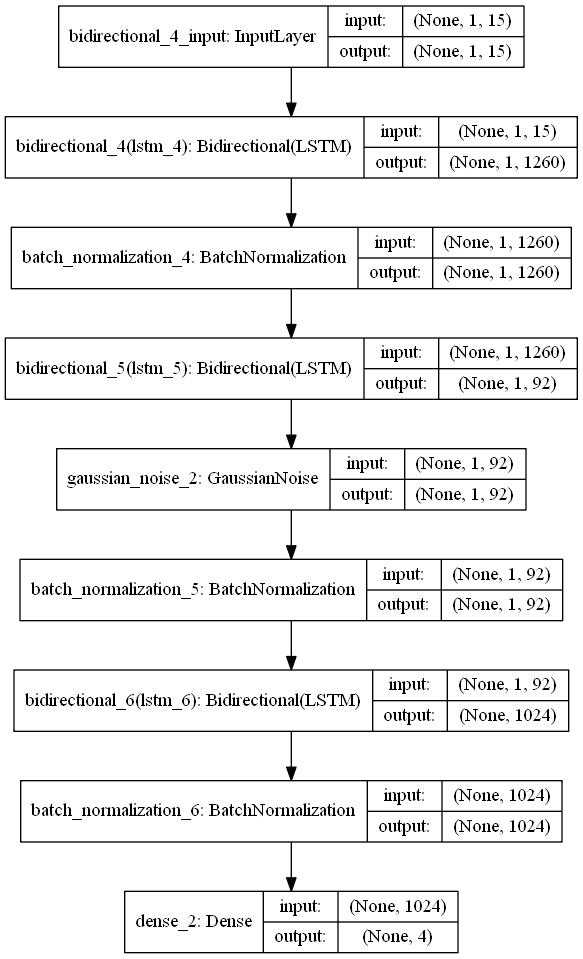 bidirectional_4_input: InputLayer
input: (None, 1, 15)
output: (None, 1, 15)
bidirectional_4(lstm_4): Bidirectional(LSTM)
input: (None, 1, 15)
output: (None, 1, 1260)
batch_normalization_4: BatchNormalization
input: (None, 1, 1260)
output: (None, 1, 1260)
bidirectional_5(lstm_5): Bidirectional(LSTM)
input: (None, 1, 1260)
output: (None, 1, 92)
gaussian_noise_2: GaussianNoise
input: (None, 1, 92)
output: (None, 1, 92)
batch_normalization_5: BatchNormalization
input: (None, 1, 92)
output: (None, 1, 92)
bidirectional_6(lstm_6): Bidirectional(LSTM)
input: (None, 1, 92)
output: (None, 1024)
batch_normalization_6: BatchNormalization
input: (None, 1024)
output: (None, 1024)
dense_2: Dense
input: (None, 1024)
output: (None, 4)